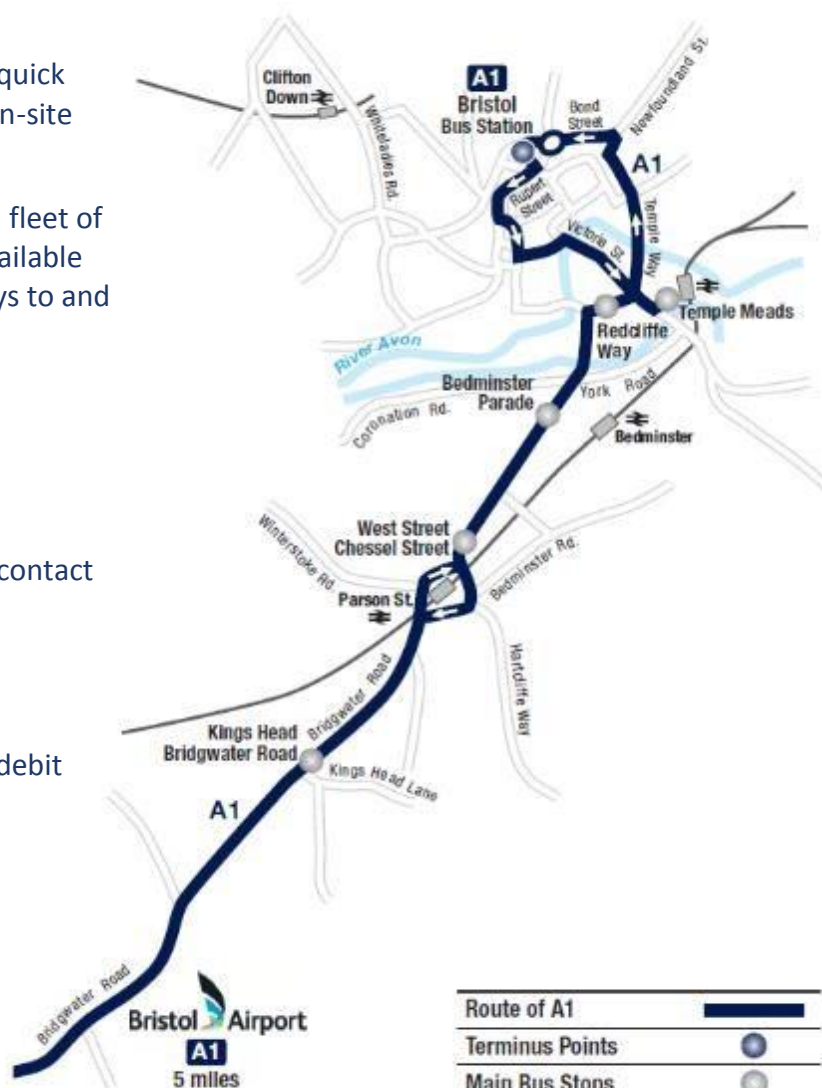 quick
n-site
fleet of
ailable
ys to and
contact
debit
Clifton
Down
Whiteladies Rd.
A1
Bristol
Bus Station
Bond
Street
Newfoundland St.
A1
Rupert
Street
Victoria St.
Temple Way
Temple Meads
Redcliffe
Way
River Avon
Bedminster
Parade
York Road
Coronation Rd.
Bedminster
West Street
Chessel Street
Winterstoke Rd.
Bedminster Rd.
Parson St.
Hartcliffe Way
Bridgwater Road
Kings Head
Bridgwater Road
Kings Head Lane
A1
Bridgwater Road
Bristol Airport
A1
5 miles
Route of A1
Terminus Points
Main Bus Stops